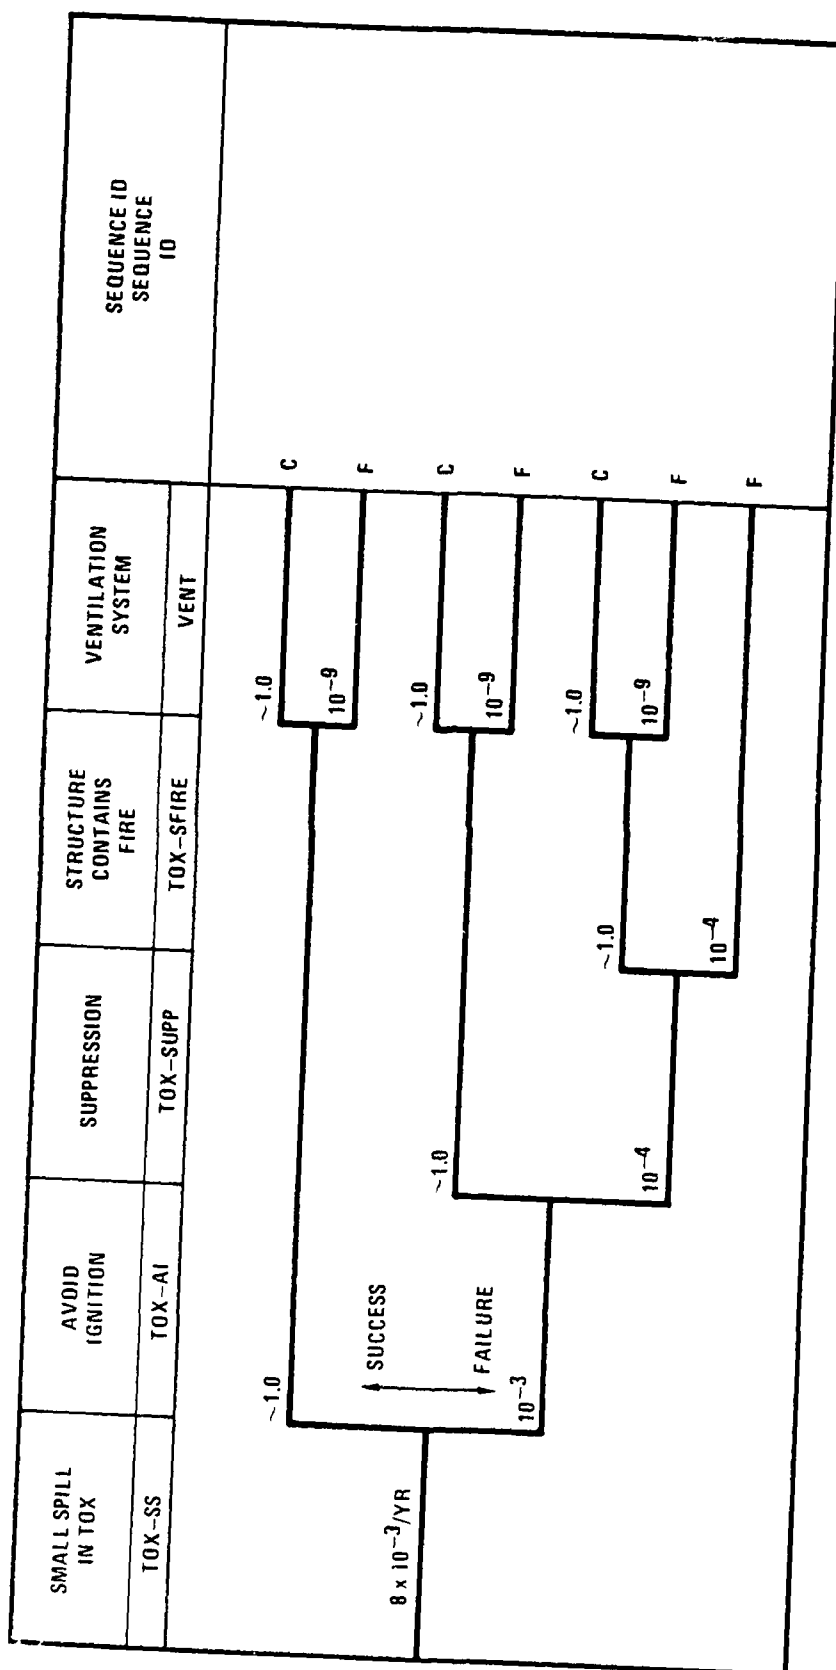 SMALL SPILL
IN TOX
AVOID
IGNITION
SUPPRESSION
STRUCTURE
CONTAINS
FIRE
VENTILATION
SYSTEM
SEQUENCE ID
SEQUENCE
ID
TOX–SS
TOX–AI
TOX–SUPP
TOX–SFIRE
VENT
8 x 10⁻³/YR
~1.0
SUCCESS
FAILURE
10⁻³
~1.0
10⁻⁴
~1.0
10⁻⁴
~1.0
10⁻⁹
~1.0
10⁻⁹
~1.0
10⁻⁹
C
F
C
F
C
F
F